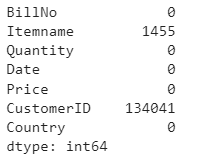 BillNo 0
Itemname 1455
Quantity 0
Date 0
Price 0
CustomerID 134041
Country 0
dtype: int64